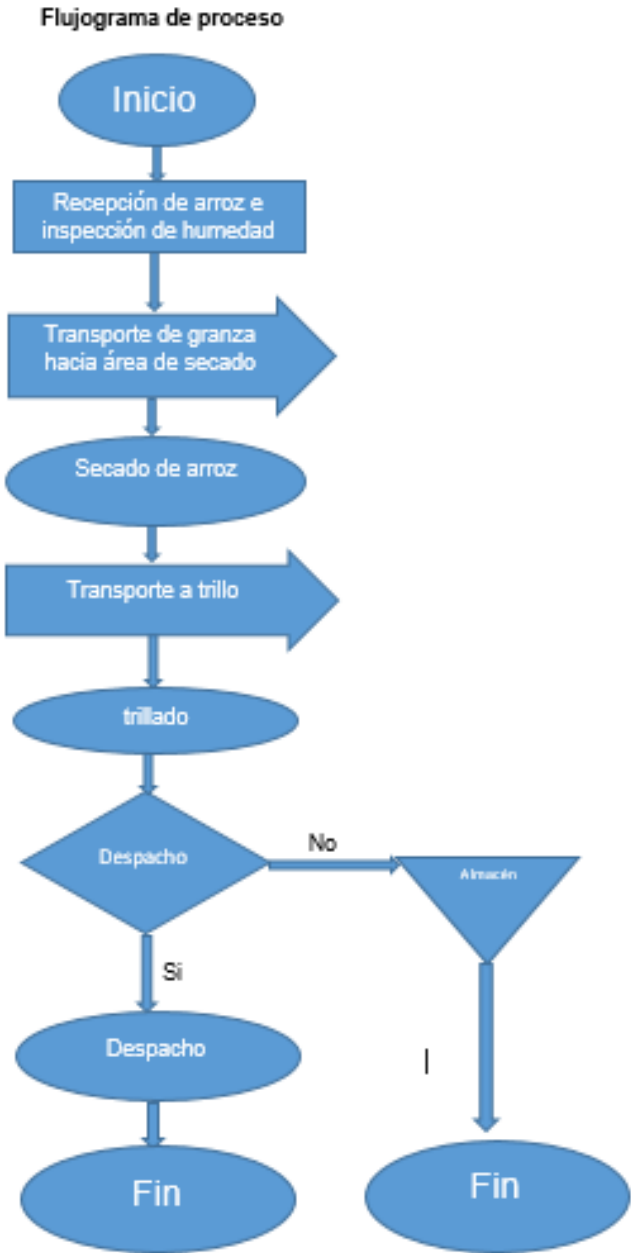 Flujograma de proceso
Inicio
Recepción de arroz e
inspección de humedad
Transporte de granza
hacia área de secado
Secado de arroz
Transporte a trillo
trillado
Despacho
No
Almacén
Si
Despacho
Fin
Fin